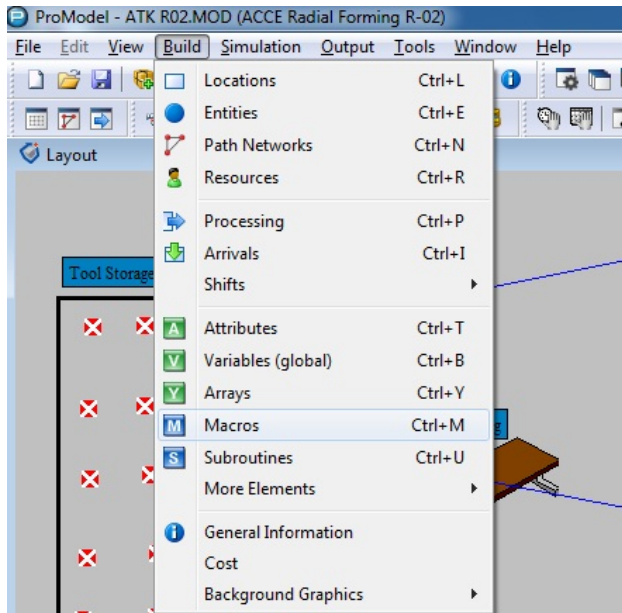 ProModel - ATK R02.MOD (ACCE Radial Forming R-02)
File Edit View Build Simulation Output Tools Window Help
Layout
Locations Ctrl+L
Entities Ctrl+E
Path Networks Ctrl+N
Resources Ctrl+R
Processing Ctrl+P
Arrivals Ctrl+I
Shifts
Tool Storage
A Attributes Ctrl+T
V Variables (global) Ctrl+B
Y Arrays Ctrl+Y
M Macros Ctrl+M
S Subroutines Ctrl+U
More Elements
General Information
Cost
Background Graphics